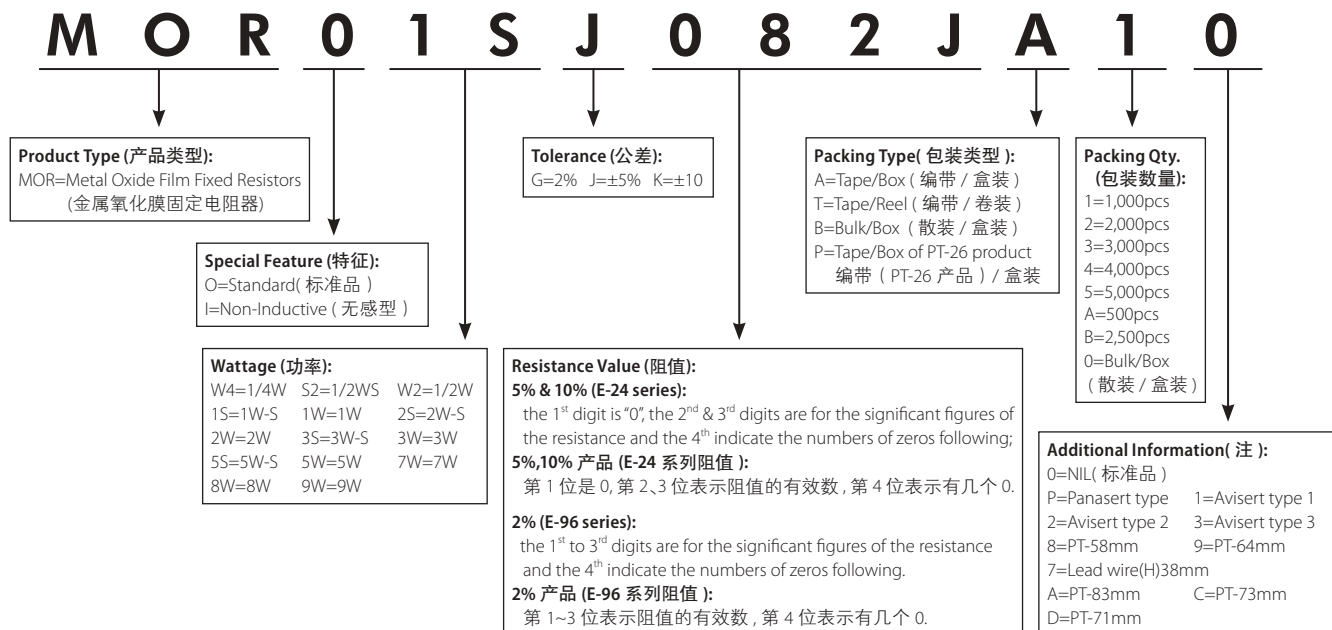 M O R 0 1 S J 0 8 2 J A 1 0
Product Type (产品类型):
MOR=Metal Oxide Film Fixed Resistors
(金属氧化膜固定电阻器)
Special Feature (特征):
O=Standard( 标准品 )
I=Non-Inductive ( 无感型 )
Wattage (功率):
W4=1/4W S2=1/2WS W2=1/2W
1S=1W-S 1W=1W 2S=2W-S
2W=2W 3S=3W-S 3W=3W
5S=5W-S 5W=5W 7W=7W
8W=8W 9W=9W
Tolerance (公差):
G=2% J=±5% K=±10
Resistance Value (阻值):
5% & 10% (E-24 series):
the 1st digit is “0”, the 2nd & 3rd digits are for the significant figures of
the resistance and the 4th indicate the numbers of zeros following;
5%,10% 产品 (E-24 系列阻值 ):
第 1 位是 0, 第 2、3 位表示阻值的有效数 , 第 4 位表示有几个 0.
2% (E-96 series):
the 1st to 3rd digits are for the significant figures of the resistance
and the 4th indicate the numbers of zeros following.
2% 产品 (E-96 系列阻值 ):
第 1~3 位表示阻值的有效数 , 第 4 位表示有几个 0.
Packing Type( 包装类型 ):
A=Tape/Box ( 编带 / 盒装 )
T=Tape/Reel ( 编带 / 卷装 )
B=Bulk/Box ( 散装 / 盒装 )
P=Tape/Box of PT-26 product
编带 ( PT-26 产品 ) / 盒装
Packing Qty.
(包装数量):
1=1,000pcs
2=2,000pcs
3=3,000pcs
4=4,000pcs
5=5,000pcs
A=500pcs
B=2,500pcs
0=Bulk/Box
( 散装 / 盒装 )
Additional Information( 注 ):
0=NIL( 标准品 )
P=Panasert type 1=Avisert type 1
2=Avisert type 2 3=Avisert type 3
8=PT-58mm 9=PT-64mm
7=Lead wire(H)38mm
A=PT-83mm C=PT-73mm
D=PT-71mm